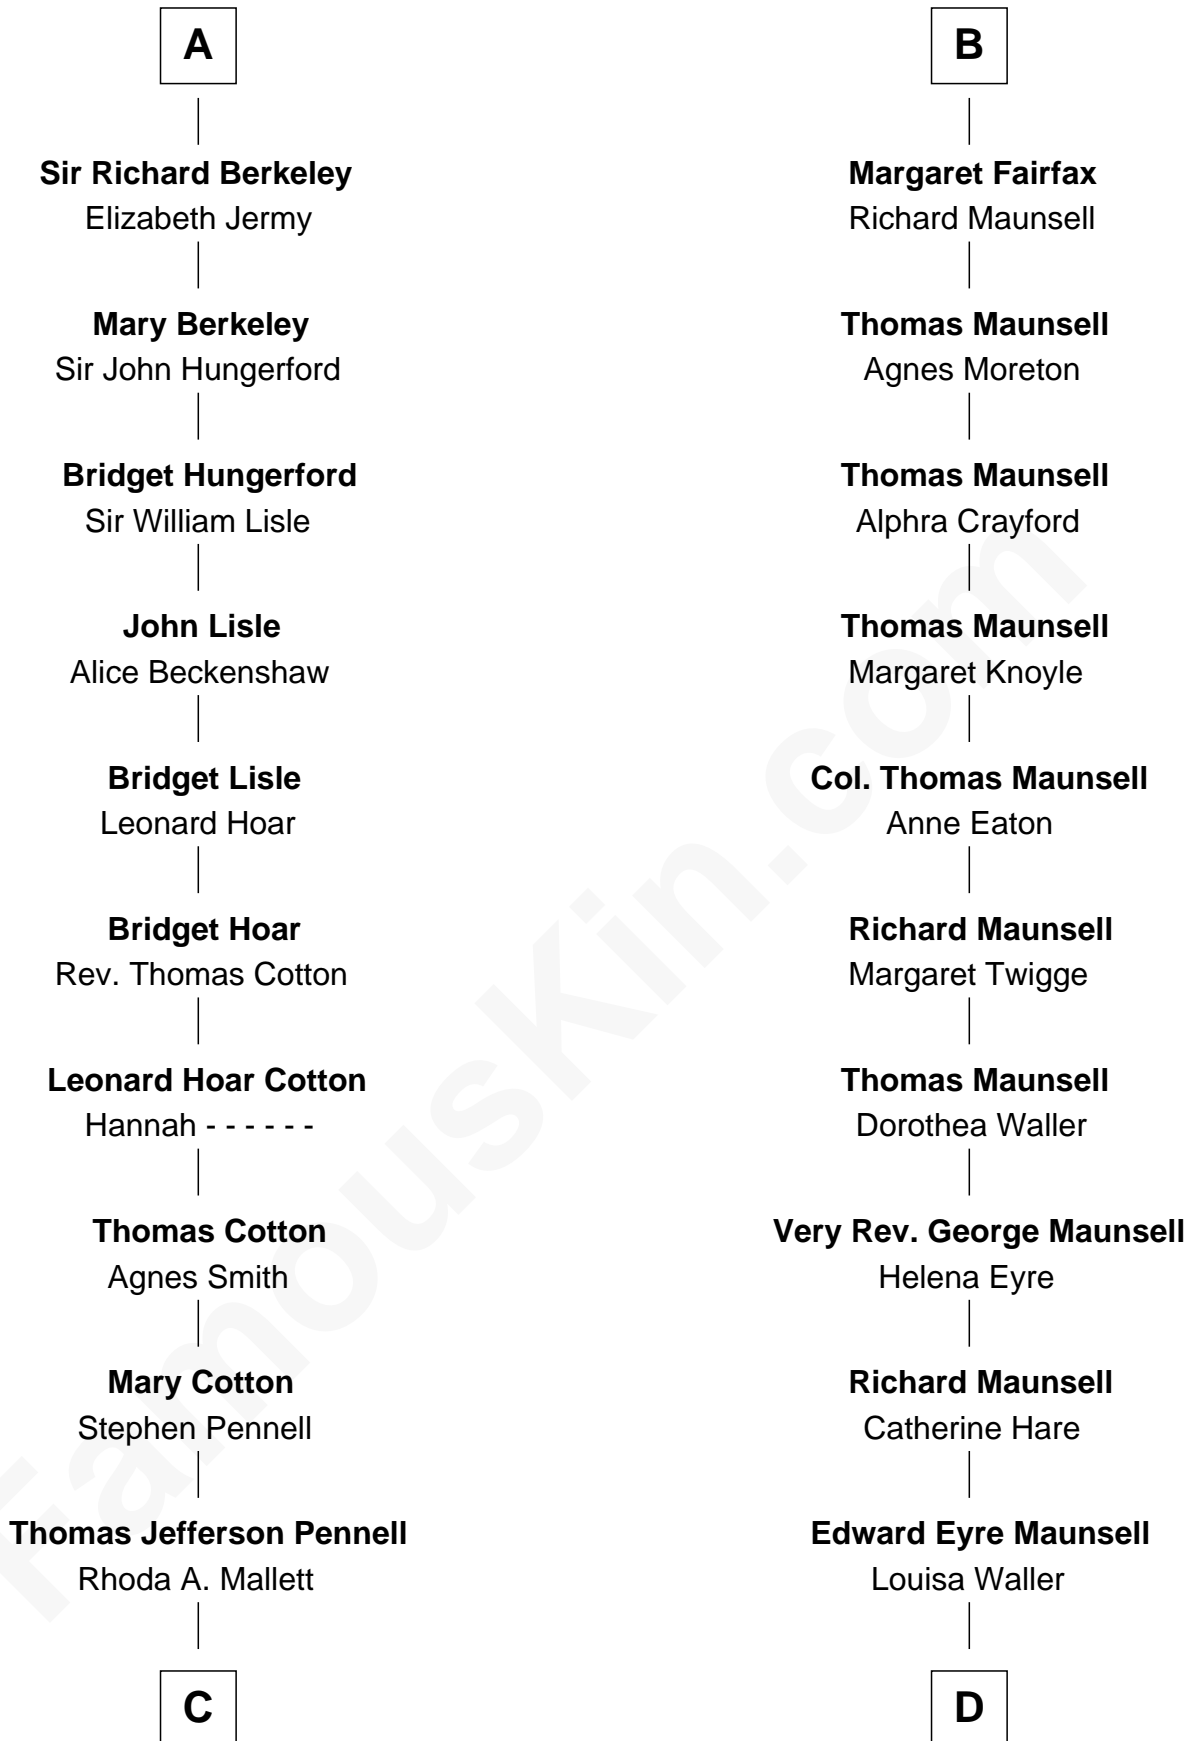 A
Sir Richard Berkeley
Elizabeth Jermy
Mary Berkeley
Sir John Hungerford
Bridget Hungerford
Sir William Lisle
John Lisle
Alice Beckenshaw
Bridget Lisle
Leonard Hoar
Bridget Hoar
Rev. Thomas Cotton
Leonard Hoar Cotton
Hannah - - - - - -
Thomas Cotton
Agnes Smith
Mary Cotton
Stephen Pennell
Thomas Jefferson Pennell
Rhoda A. Mallett
C
B
Margaret Fairfax
Richard Maunsell
Thomas Maunsell
Agnes Moreton
Thomas Maunsell
Alphra Crayford
Thomas Maunsell
Margaret Knoyle
Col. Thomas Maunsell
Anne Eaton
Richard Maunsell
Margaret Twigge
Thomas Maunsell
Dorothea Waller
Very Rev. George Maunsell
Helena Eyre
Richard Maunsell
Catherine Hare
Edward Eyre Maunsell
Louisa Waller
D
FamousKin.com